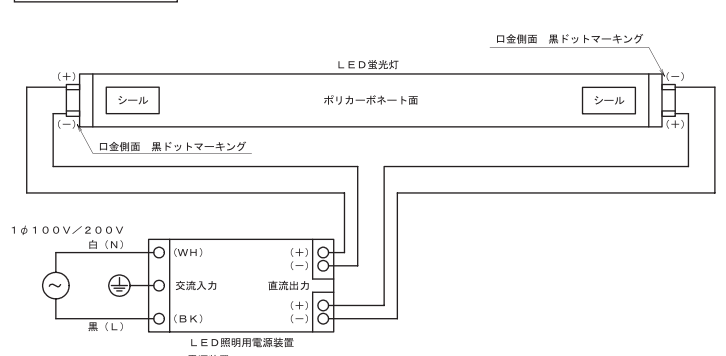 口金側面　黒ドットマーキング
ＬＥＤ蛍光灯
(＋)
(－)
シール
ポリカーボネート面
シール
(－)
(＋)
口金側面　黒ドットマーキング
１φ１００Ｖ／２００Ｖ
白（Ｎ）
(ＷＨ)
(＋)
(－)
交流入力
直流出力
(＋)
(ＢＫ)
(－)
黒（Ｌ）
ＬＥＤ照明用電源装置